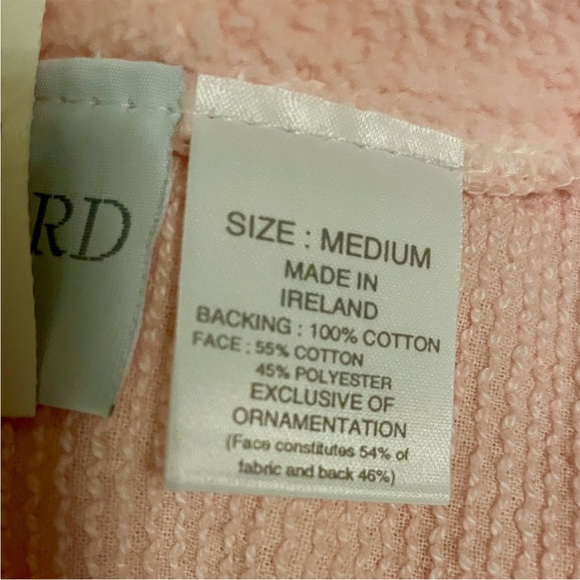 RD
SIZE : MEDIUM
MADE IN
IRELAND
BACKING : 100% COTTON
FACE : 55% COTTON
45% POLYESTER
EXCLUSIVE OF
ORNAMENTATION
(Face constitutes 54% of
fabric and back 46%)